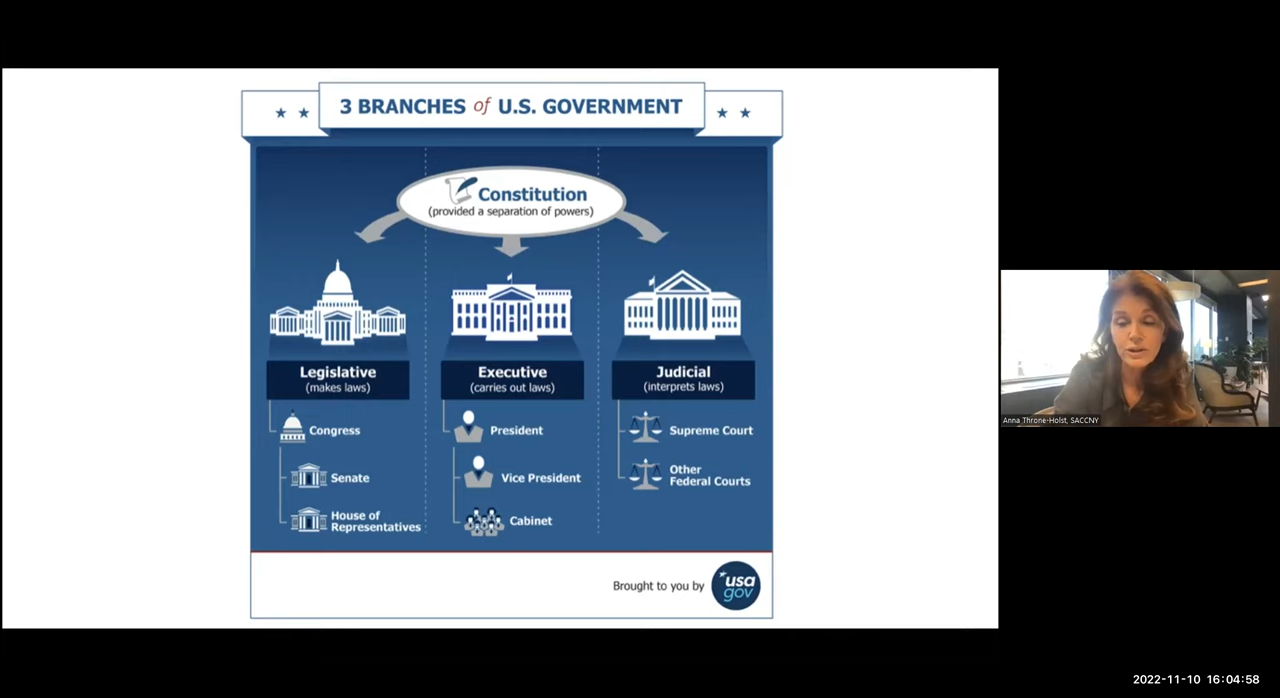 3 BRANCHES of U.S. GOVERNMENT
Constitution
(provided a separation of powers)
Legislative
(makes laws)
Congress
Senate
House of
Representatives
Executive
(carries out laws)
President
Vice President
Cabinet
Judicial
(interprets laws)
Supreme Court
Other
Federal Courts
Brought to you by
usa
gov
Anna Throne-Holst, SACCNY
2022-11-10 16:04:58